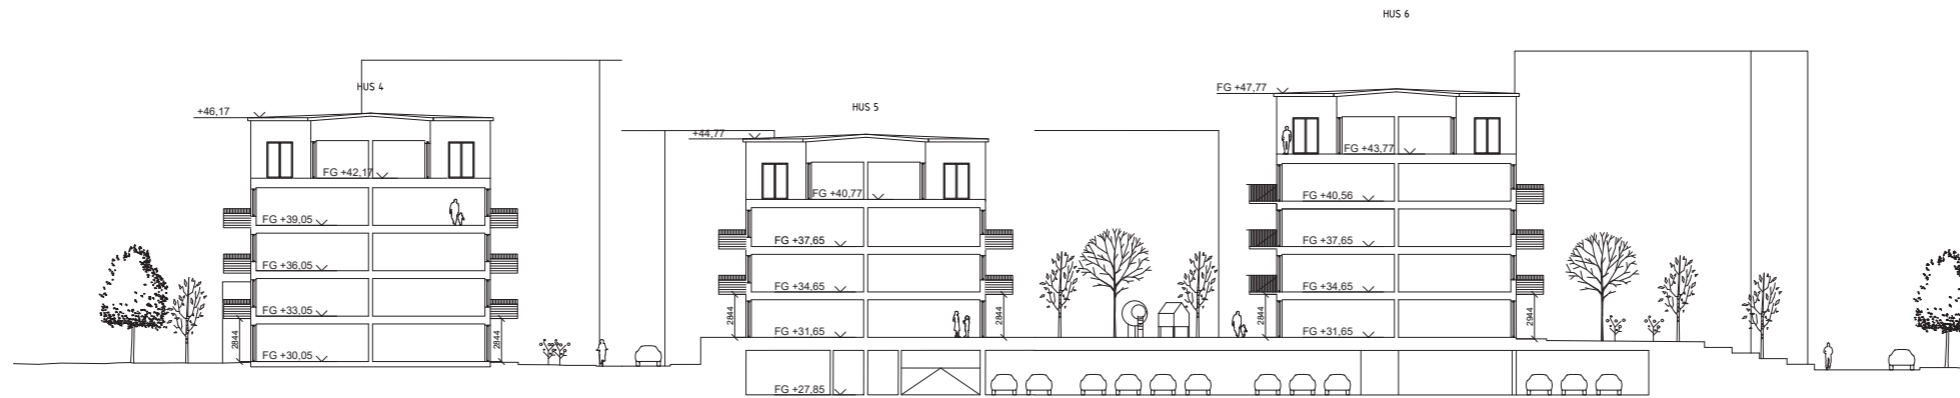 HUS 4
+46,17
FG +42,17
FG +39,05
FG +36,05
FG +33,05
FG +30,05
2844
2844
HUS 5
+44,77
FG +40,77
FG +37,65
FG +34,65
FG +31,65
FG +27,85
2844
2844
HUS 6
FG +47,77
FG +43,77
FG +40,56
FG +37,65
FG +34,65
FG +31,65
2844
2944